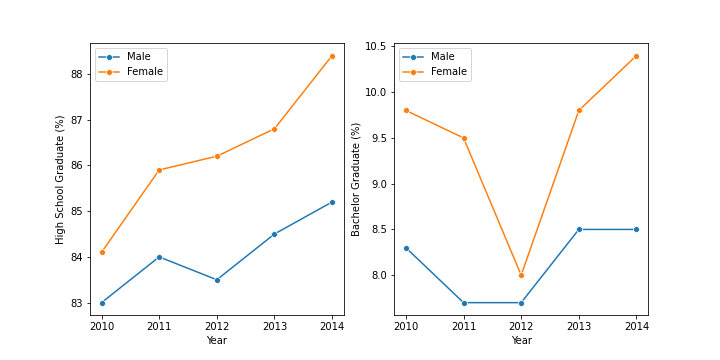 Male
Female
High School Graduate (%)
88
87
86
85
84
83
2010 2011 2012 2013 2014
Year
Male
Female
Bachelor Graduate (%)
10.5
10.0
9.5
9.0
8.5
8.0
2010 2011 2012 2013 2014
Year